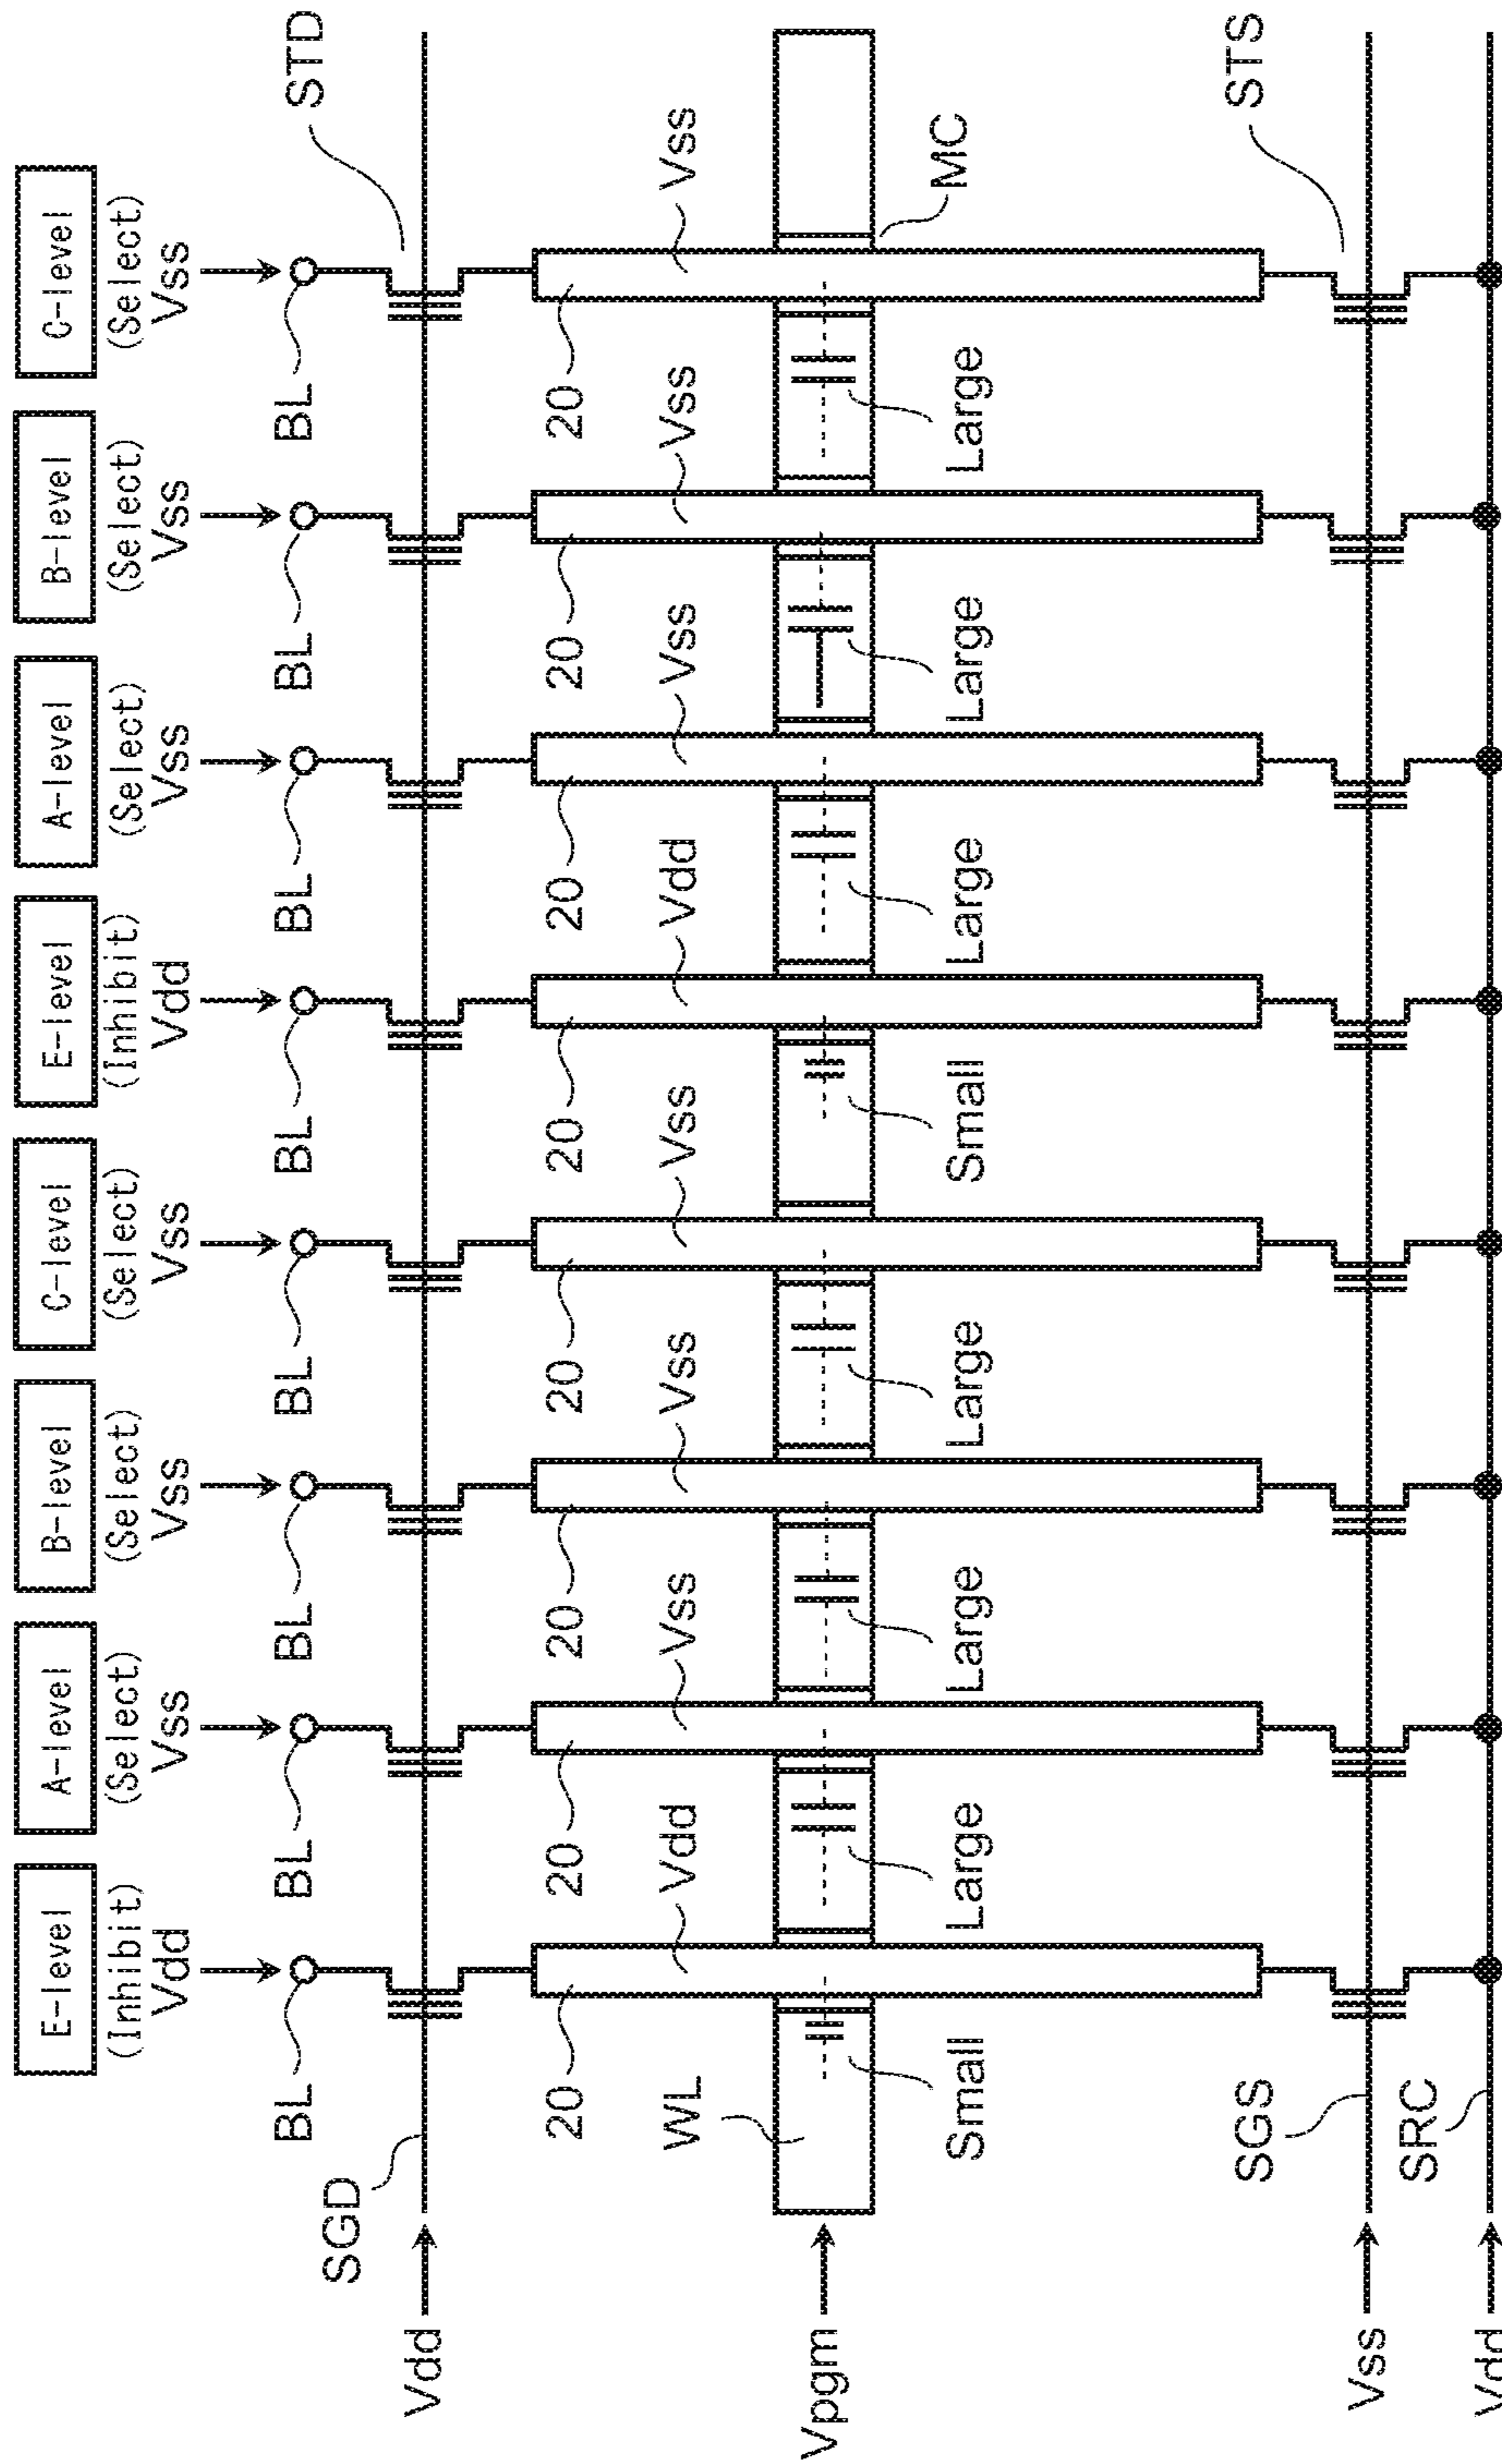 E-level A-level B-level C-level E-level A-level B-level C-level
(Inhibit) (Select) (Select) (Select) (Inhibit) (Select) (Select) (Select)
Vdd Vss Vss Vss Vdd Vss Vss Vss
BL BL BL BL BL BL BL BL STD
SGD
Vdd
20 20 20 20 20 20 20 20
WL Vdd Vss Vss Vss Vdd Vss Vss Vss
Vpgm
MC
Small Large Large Large Small Large Large Large
SGS STS
Vss
SRC
Vdd